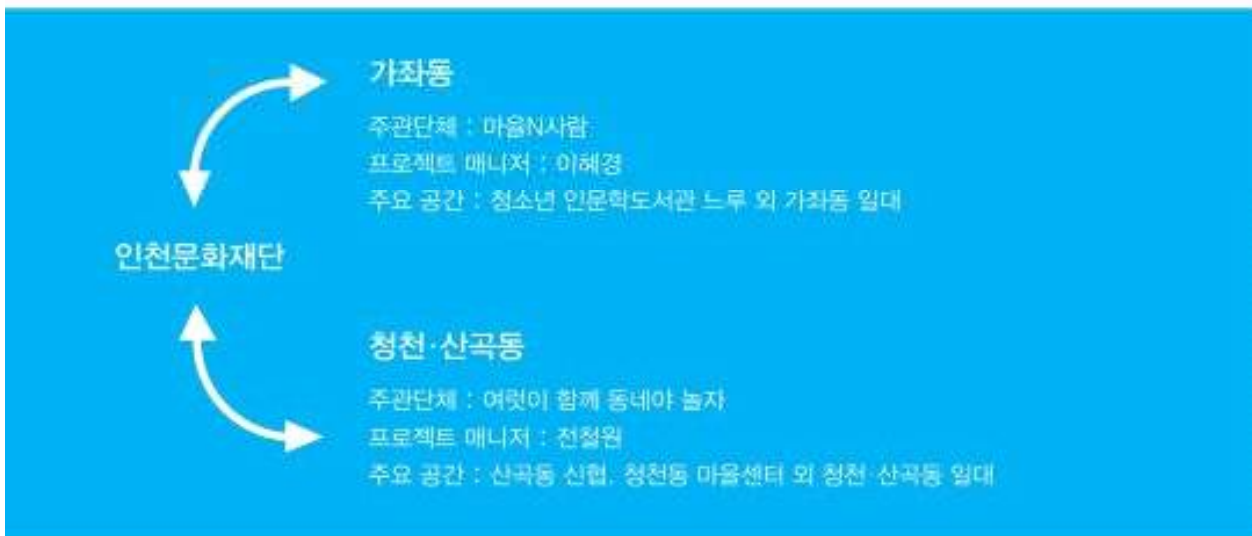 가좌동
주관단체 : 마을N사람
프로젝트 매니저 : 이혜경
주요 공간 : 청소년 인문학도서관 느루 외 가좌동 일대
인천문화재단
청천·산곡동
주관단체 : 여럿이 함께 동네야 놀자
프로젝트 매니저 : 전철원
주요 공간 : 산곡동 신협, 청천동 마을센터 외 청천·산곡동 일대